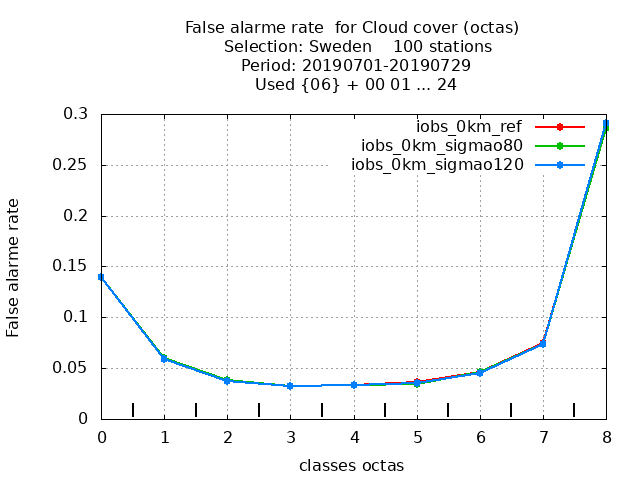 False alarme rate  for Cloud cover (octas)
Selection: Sweden    100 stations
Period: 20190701-20190729
Used {06} + 00 01 ... 24
iobs_0km_ref
iobs_0km_sigmao80
iobs_0km_sigmao120
False alarme rate
0.3
0.25
0.2
0.15
0.1
0.05
0
0 1 2 3 4 5 6 7 8
classes octas